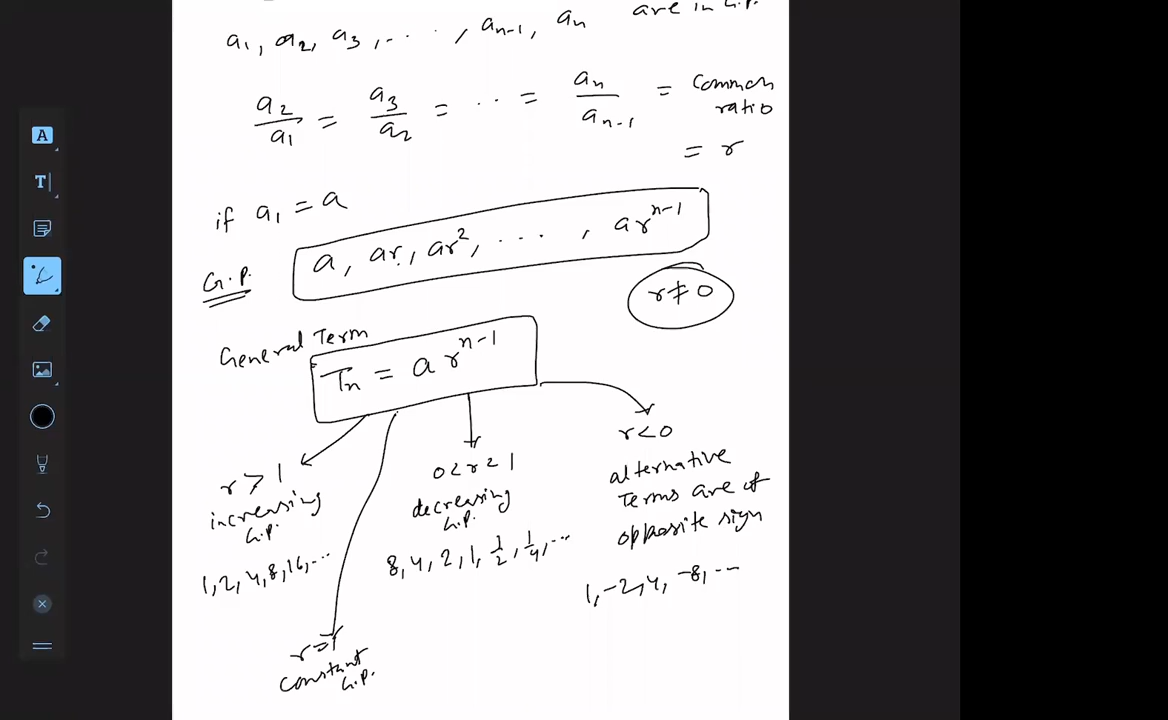 a₁, a₂, a₃, . . . . , aₙ₋₁, aₙ are in G.P.
a₂/a₁ = a₃/a₂ = . . . = aₙ/aₙ₋₁ = common ratio
= r
if a₁ = a
G.P. a, ar, ar², . . . . , arⁿ⁻¹
r ≠ 0
General Term
Tₙ = a rⁿ⁻¹
r > 1
increasing
G.P.
1, 2, 4, 8, 16, ...
0 < r < 1
decreasing
G.P.
8, 4, 2, 1, 1/2, 1/4, ...
r < 0
alternative
terms are of
opposite sign
1, -2, 4, -8, ...
r = 1
constant
G.P.
A
T